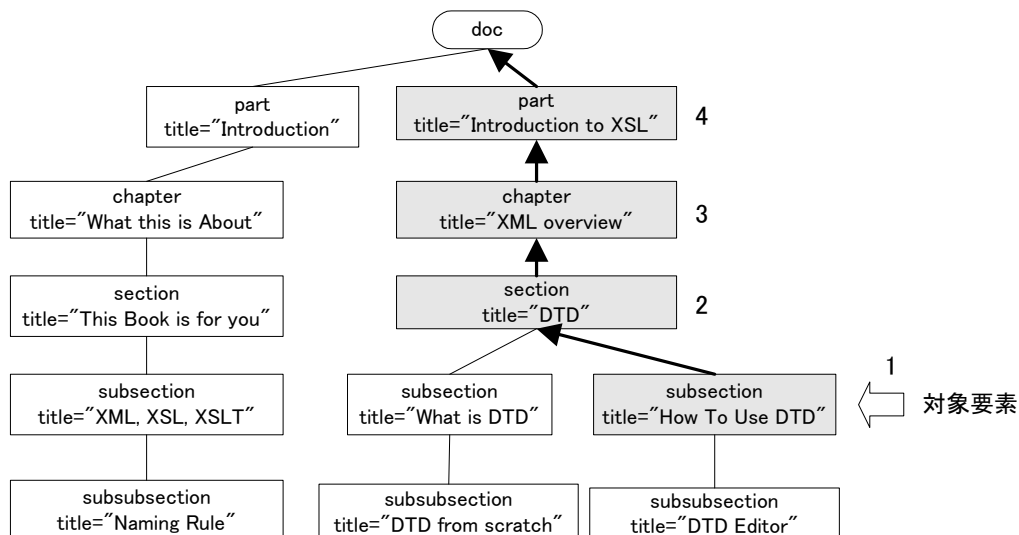 doc
part
title="Introduction"
part
title="Introduction to XSL"
4
chapter
title="What this is About"
chapter
title="XML overview"
3
section
title="This Book is for you"
section
title="DTD"
2
subsection
title="XML, XSL, XSLT"
subsection
title="What is DTD"
subsection
title="How To Use DTD"
1
対象要素
subsubsection
title="Naming Rule"
subsubsection
title="DTD from scratch"
subsubsection
title="DTD Editor"